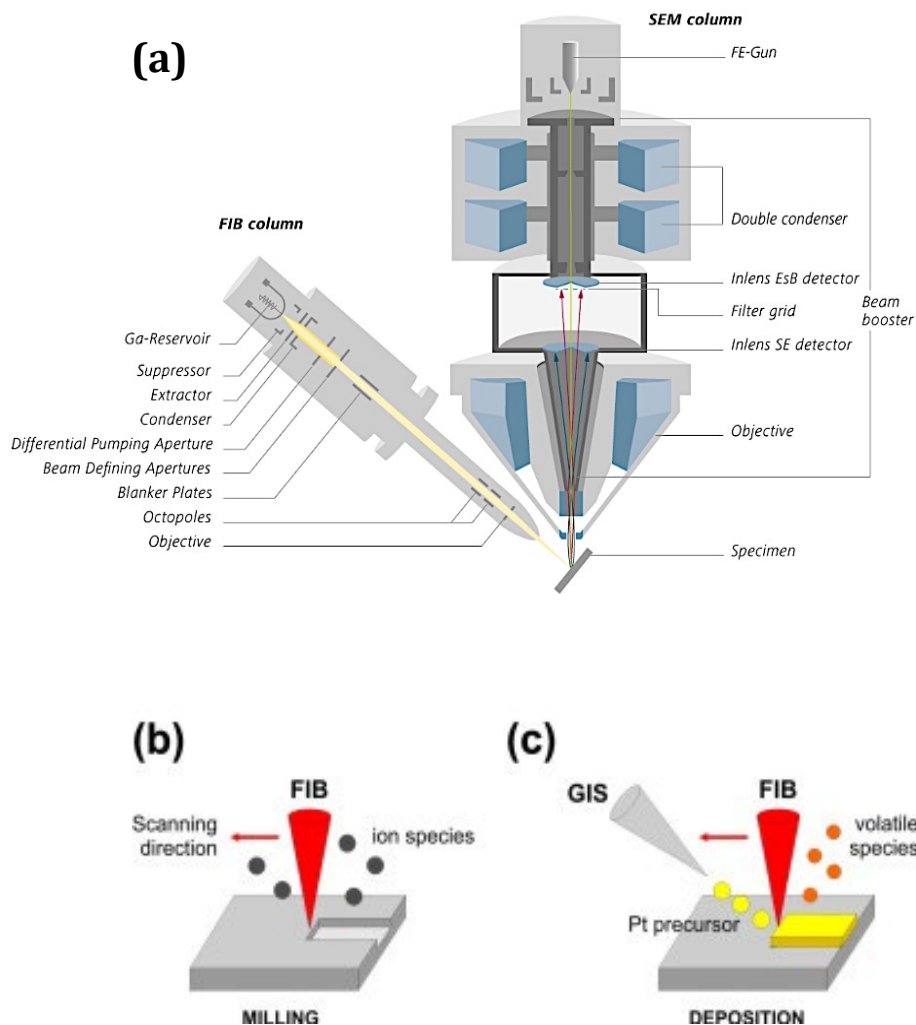 (a)
SEM column
FE-Gun
Double condenser
Inlens EsB detector
Filter grid
Beam
booster
Inlens SE detector
Objective
Specimen
FIB column
Ga-Reservoir
Suppressor
Extractor
Condenser
Differential Pumping Aperture
Beam Defining Apertures
Blanker Plates
Octopoles
Objective
(b)
FIB
Scanning
direction
ion species
MILLING
(c)
GIS
FIB
volatile
species
Pt precursor
DEPOSITION